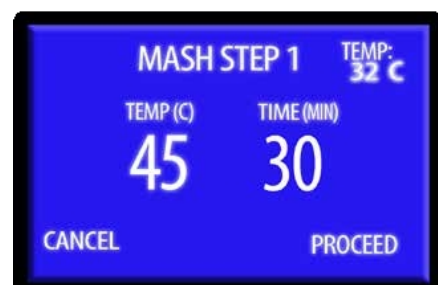 MASH STEP 1
TEMP:
32 C
TEMP (C) TIME (MIN)
45 30
CANCEL PROCEED